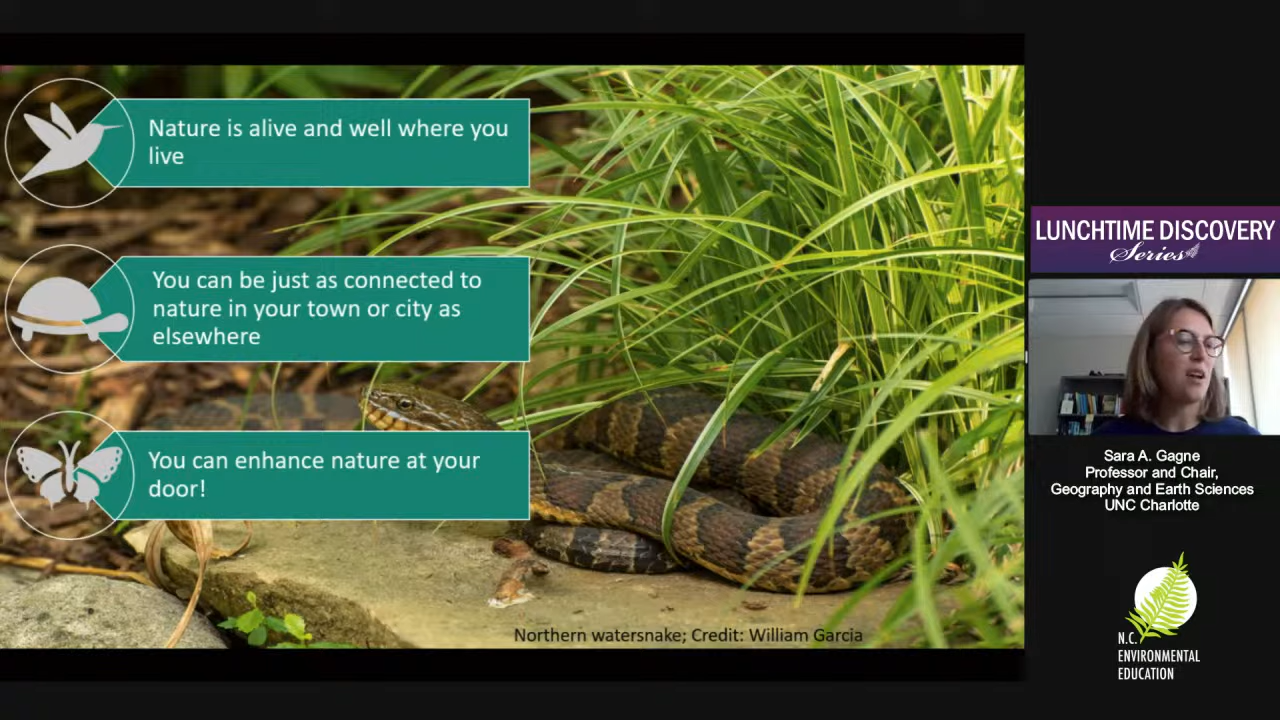 Nature is alive and well where you
live
You can be just as connected to
nature in your town or city as
elsewhere
You can enhance nature at your
door!
Northern watersnake; Credit: William Garcia
LUNCHTIME DISCOVERY
Series
Sara A. Gagne
Professor and Chair,
Geography and Earth Sciences
UNC Charlotte
N.C.
ENVIRONMENTAL
EDUCATION